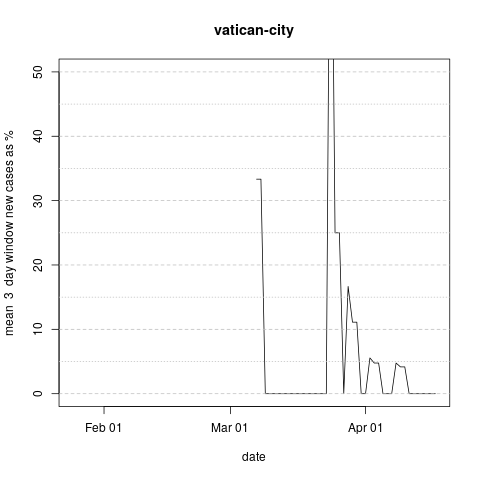 vatican-city
mean 3 day window new cases as %
50
40
30
20
10
0
Feb 01
Mar 01
Apr 01
date